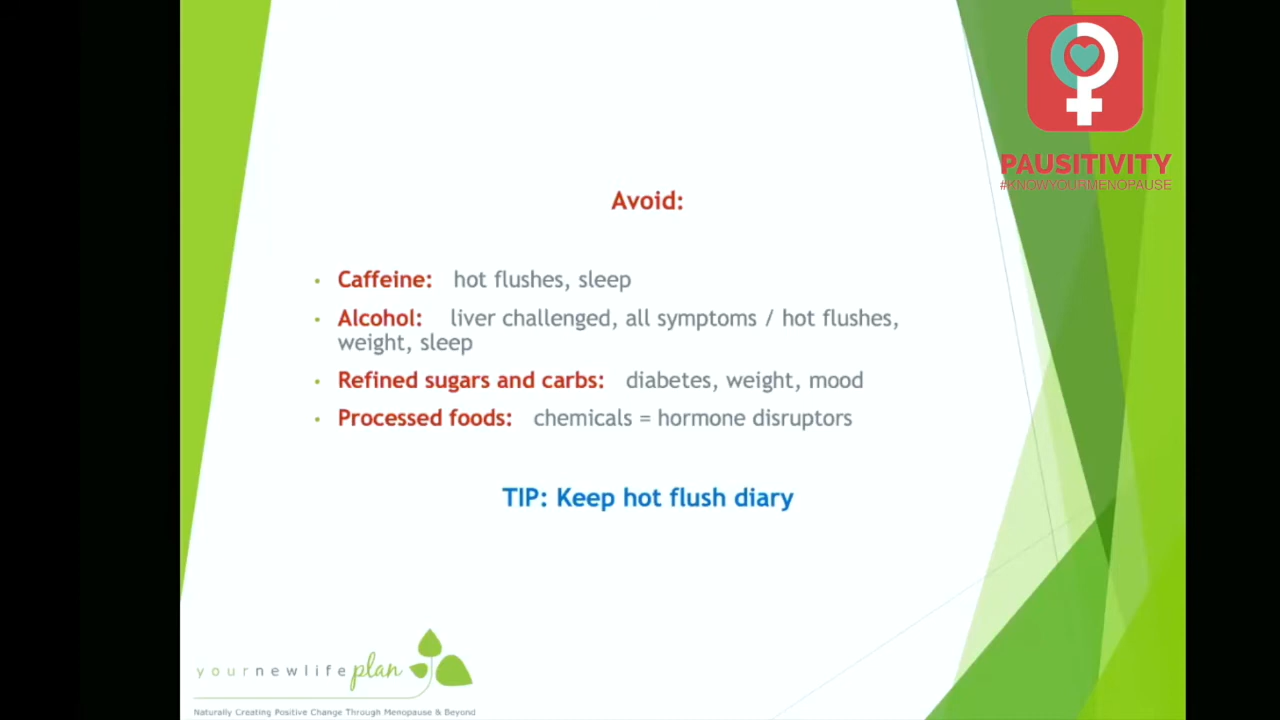 PAUSITIVITY
#KNOWYOURMENOPAUSE
Avoid:
• Caffeine: hot flushes, sleep
• Alcohol: liver challenged, all symptoms / hot flushes,
weight, sleep
• Refined sugars and carbs: diabetes, weight, mood
• Processed foods: chemicals = hormone disruptors
TIP: Keep hot flush diary
yournewlife plan
Naturally Creating Positive Change Through Menopause & Beyond